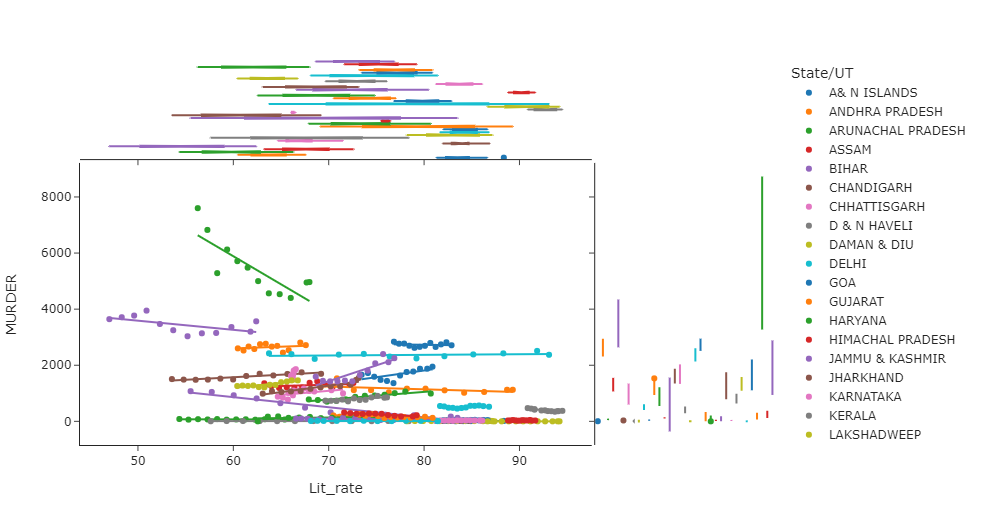 State/UT
A& N ISLANDS
ANDHRA PRADESH
ARUNACHAL PRADESH
ASSAM
BIHAR
CHANDIGARH
CHHATTISGARH
D & N HAVELI
DAMAN & DIU
DELHI
GOA
GUJARAT
HARYANA
HIMACHAL PRADESH
JAMMU & KASHMIR
JHARKHAND
KARNATAKA
KERALA
LAKSHADWEEP
8000
6000
4000
2000
0
MURDER
50 60 70 80 90
Lit_rate